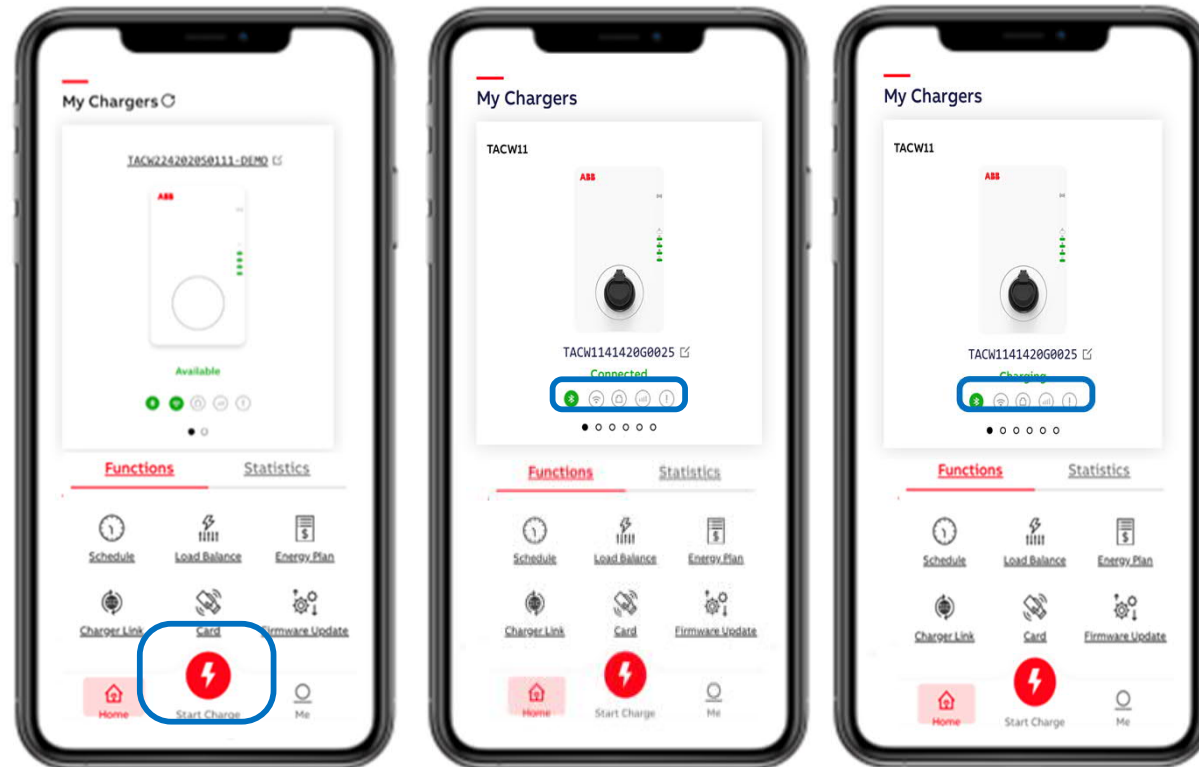 My Chargers
TACW224202050111-DEMO
ABB
Available
Functions Statistics
Schedule Load Balance Energy Plan
Charger Link Card Firmware Update
Home Start Charge Me
My Chargers
TACW11
ABB
TACW1141420G0025
Connected
Functions Statistics
Schedule Load Balance Energy Plan
Charger Link Card Firmware Update
Home Start Charge Me
My Chargers
TACW11
ABB
TACW1141420G0025
Charging
Functions Statistics
Schedule Load Balance Energy Plan
Charger Link Card Firmware Update
Home Start Charge Me